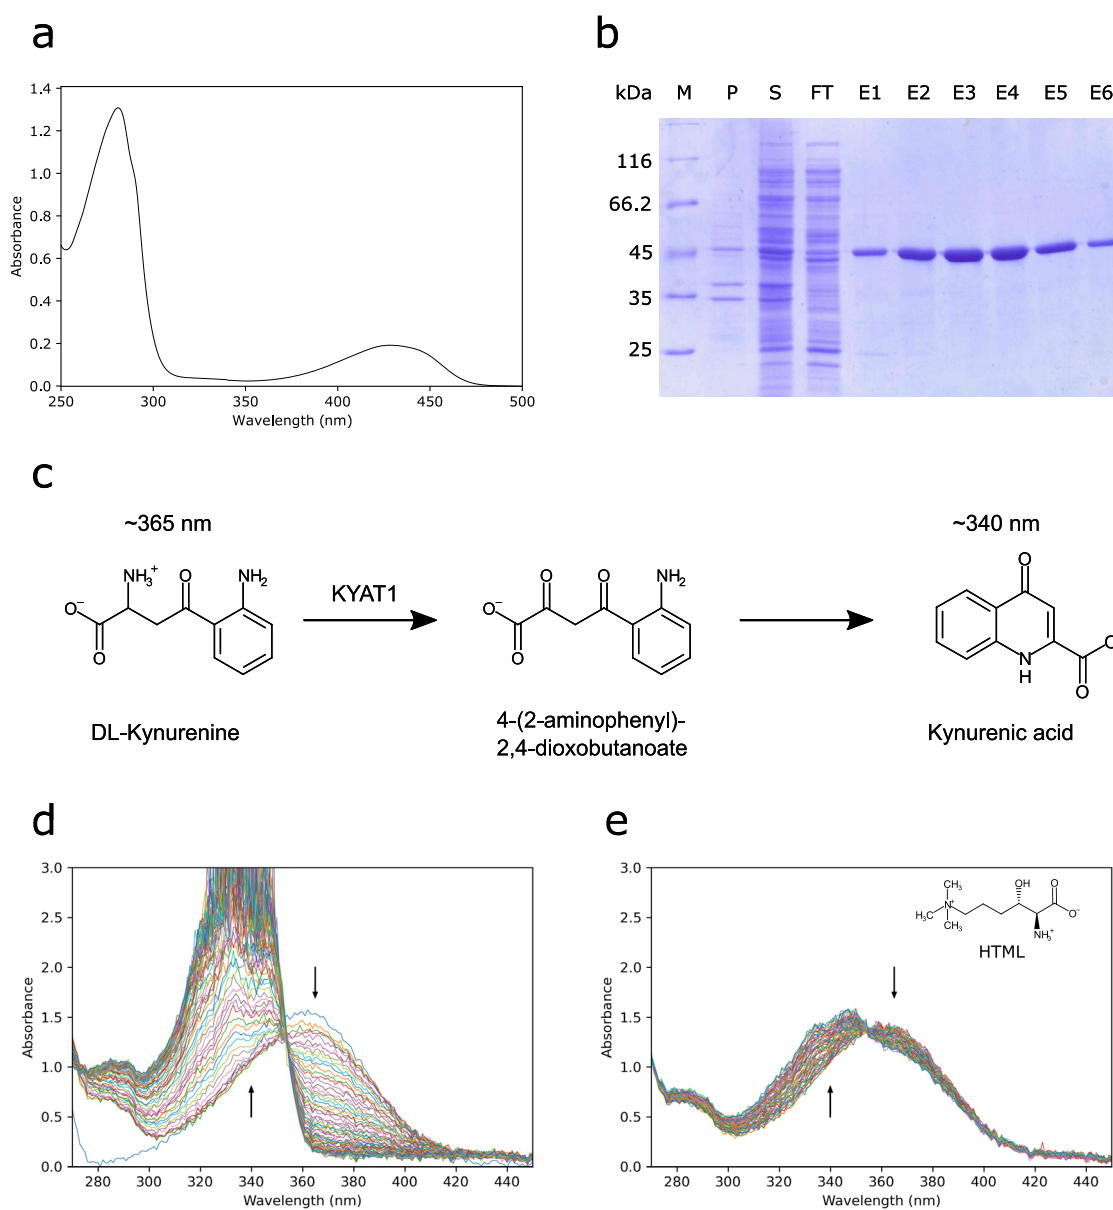 a
1.4
1.2
1.0
0.8
0.6
0.4
0.2
0.0
Absorbance
250 300 350 400 450 500
Wavelength (nm)
b
kDa M P S FT E1 E2 E3 E4 E5 E6
116
66.2
45
35
25
c
~365 nm
NH₃⁺ O NH₂
O⁻
O
DL-Kynurenine
KYAT1
O O NH₂
O⁻
O
4-(2-aminophenyl)-
2,4-dioxobutanoate
~340 nm
O
N
H
O
O
Kynurenic acid
d
3.0
2.5
2.0
1.5
1.0
0.5
0.0
Absorbance
280 300 320 340 360 380 400 420 440
Wavelength (nm)
e
3.0
2.5
2.0
1.5
1.0
0.5
0.0
Absorbance
280 300 320 340 360 380 400 420 440
Wavelength (nm)
CH₃ OH O
H₃C N⁺ O⁻
CH₃ NH₃⁺
HTML